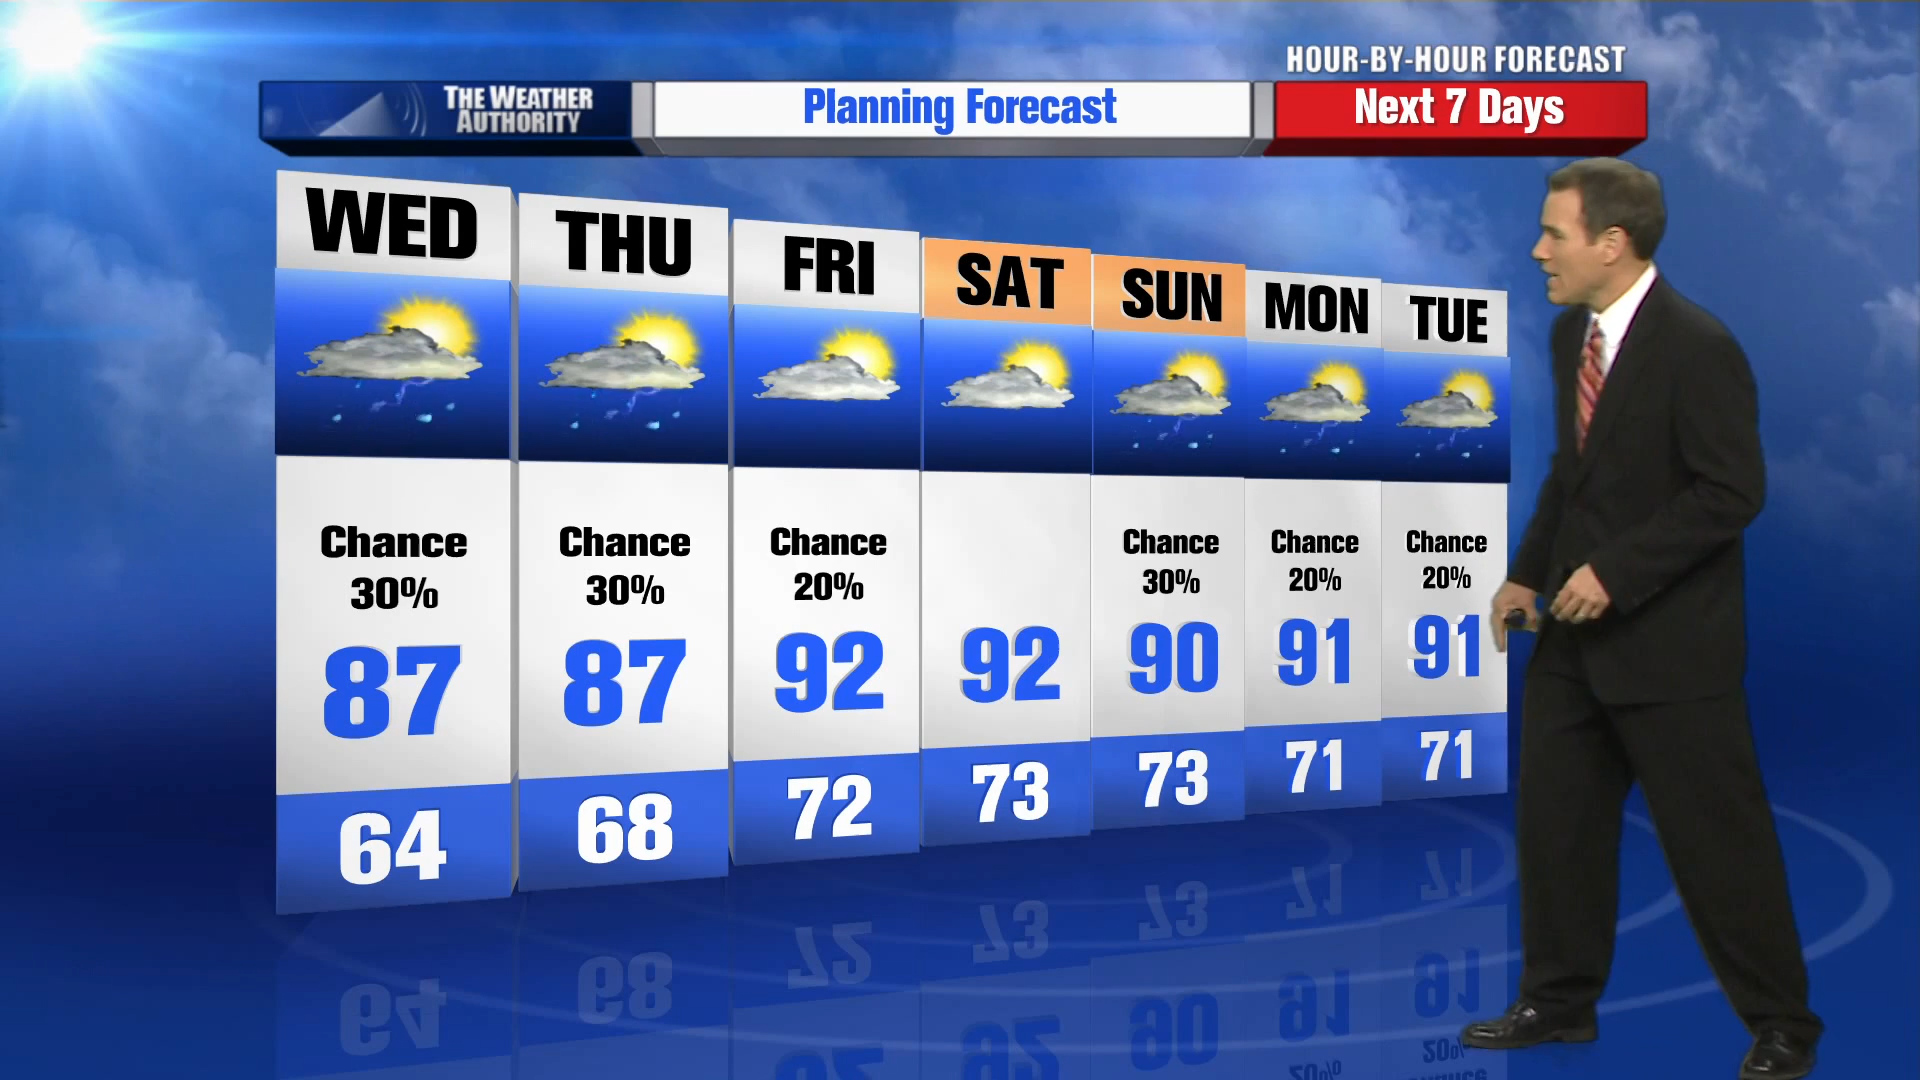 HOUR-BY-HOUR FORECAST
THE WEATHER
AUTHORITY
Planning Forecast
Next 7 Days
WED
THU
FRI
SAT
SUN
MON
TUE
Chance
30%
Chance
30%
Chance
20%
Chance
30%
Chance
20%
Chance
20%
87
87
92
92
90
91
91
64
68
72
73
73
71
71